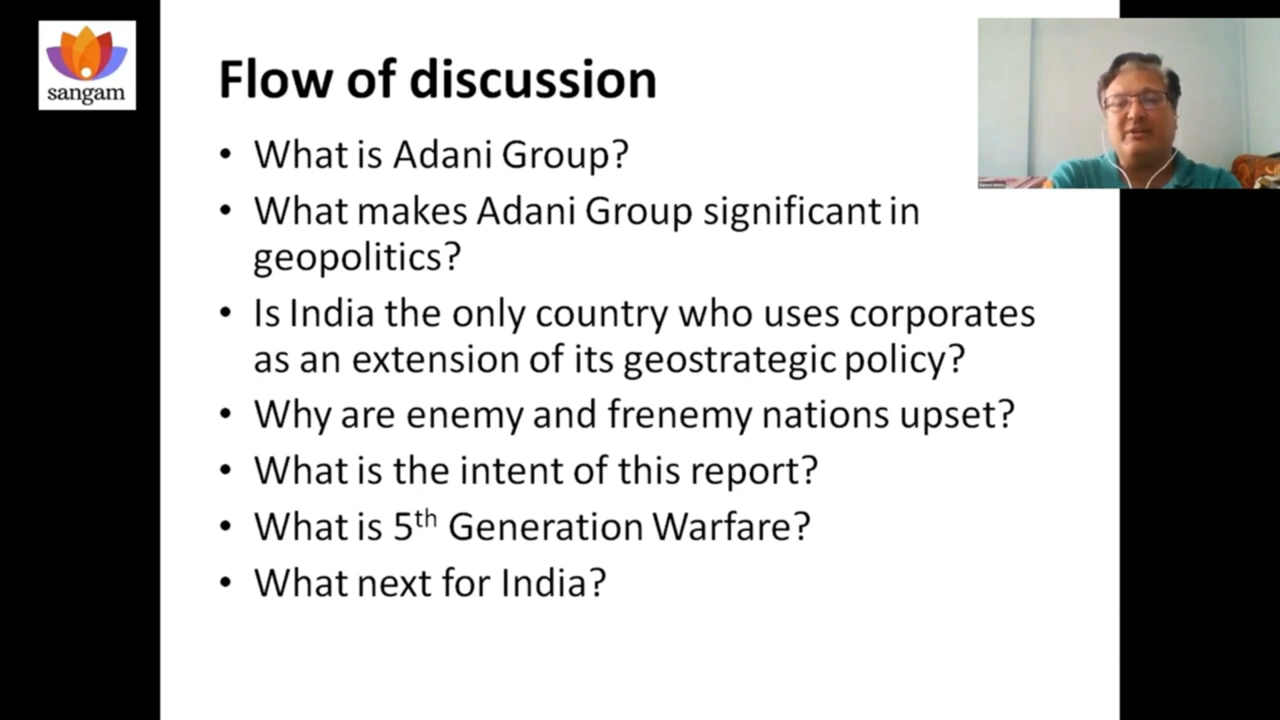 sangam
Flow of discussion
• What is Adani Group?
• What makes Adani Group significant in
geopolitics?
• Is India the only country who uses corporates
as an extension of its geostrategic policy?
• Why are enemy and frenemy nations upset?
• What is the intent of this report?
• What is 5th Generation Warfare?
• What next for India?